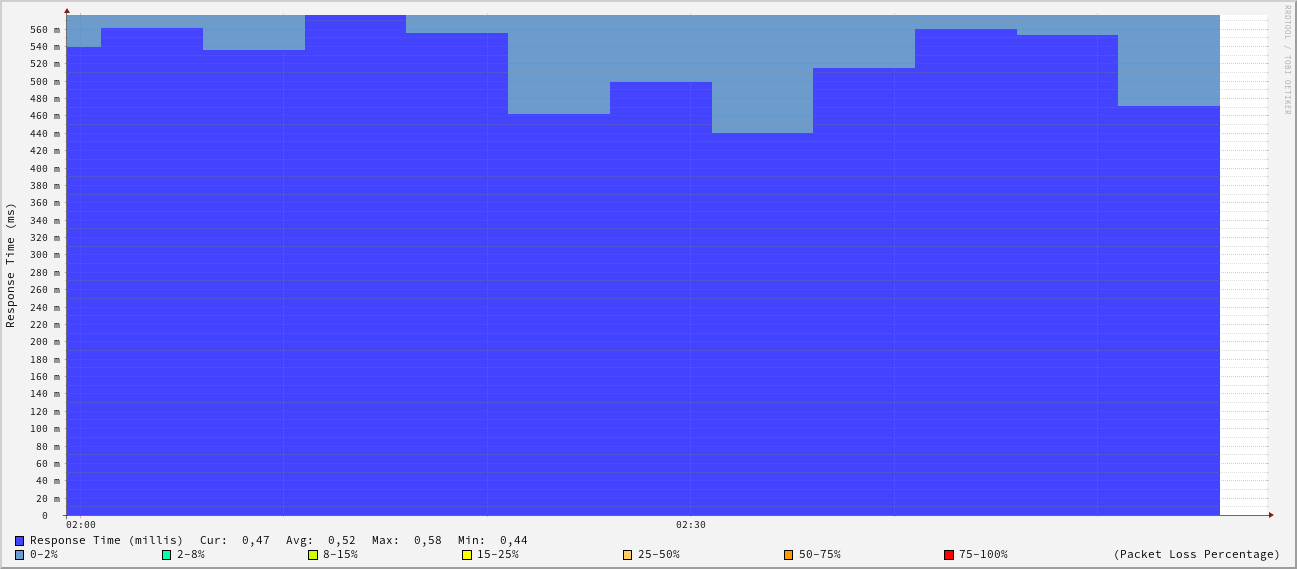 RRDTOOL / TOBI OETIKER
Response Time (ms)
560 m
540 m
520 m
500 m
480 m
460 m
440 m
420 m
400 m
380 m
360 m
340 m
320 m
300 m
280 m
260 m
240 m
220 m
200 m
180 m
160 m
140 m
120 m
100 m
80 m
60 m
40 m
20 m
0
02:00 02:30
Response Time (millis) Cur: 0,47 Avg: 0,52 Max: 0,58 Min: 0,44
0-2% 2-8% 8-15% 15-25% 25-50% 50-75% 75-100% (Packet Loss Percentage)